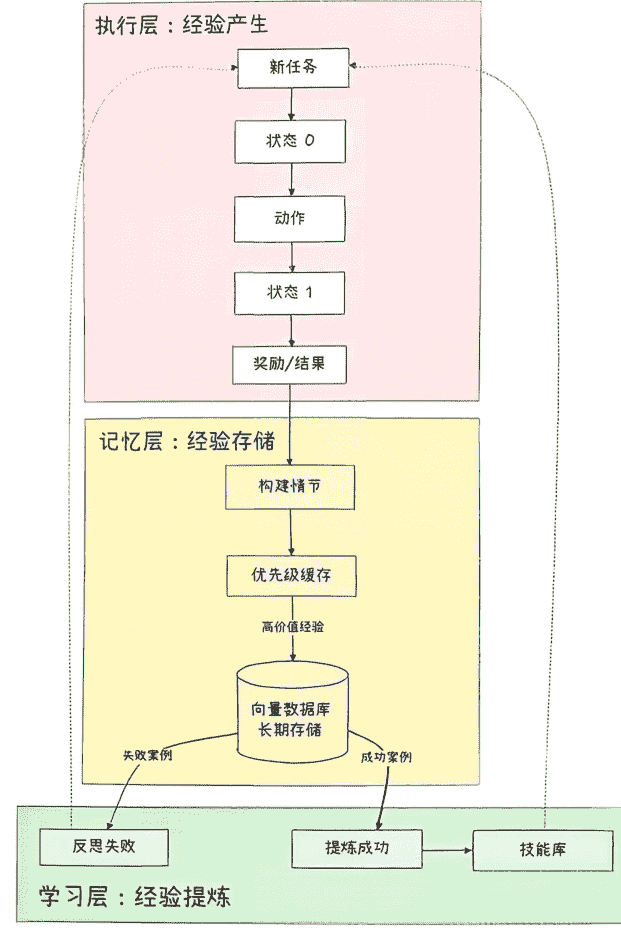 执行层：经验产生
新任务
状态 0
动作
状态 1
奖励/结果
记忆层：经验存储
构建情节
优先级缓存
高价值经验
向量数据库
长期存储
失败案例
成功案例
反思失败
提炼成功
技能库
学习层：经验提炼